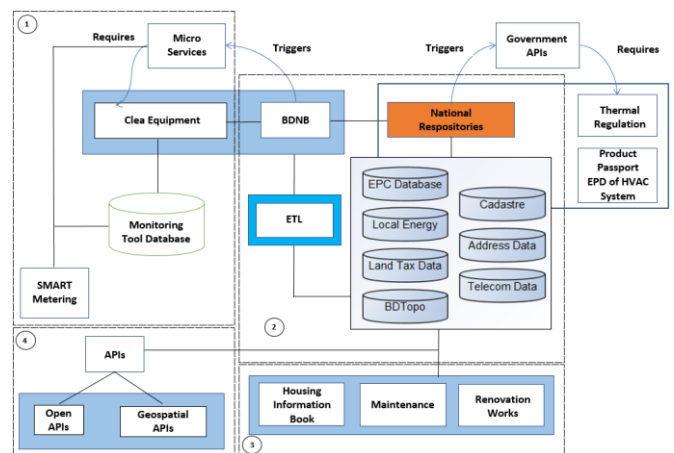 1
Requires
Micro
Services
Triggers
Triggers
Government
APIs
Requires
Clea Equipment
BDNB
National
Respositories
Thermal
Regulation
Product
Passport
EPD of HVAC
System
EPC Database
Cadastre
Local Energy
Address Data
Land Tax Data
Telecom Data
BDTopo
ETL
Monitoring
Tool Database
SMART
Metering
2
4
APIs
Open
APIs
Geospatial
APIs
Housing
Information
Book
Maintenance
Renovation
Works
3